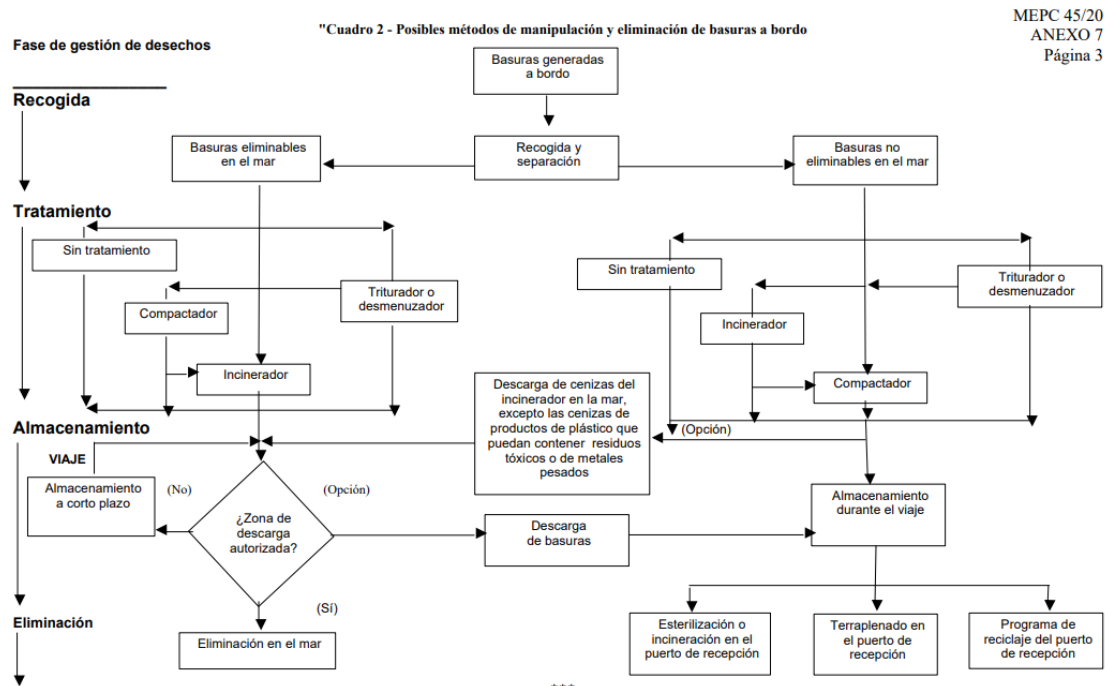 MEPC 45/20
ANEXO 7
Página 3
"Cuadro 2 - Posibles métodos de manipulación y eliminación de basuras a bordo
Fase de gestión de desechos
Basuras generadas
a bordo
Recogida
Basuras eliminables
en el mar
Recogida y
separación
Basuras no
eliminables en el mar
Tratamiento
Sin tratamiento
Triturador o
desmenuzador
Compactador
Incinerador
Sin tratamiento
Triturador o
desmenuzador
Incinerador
Compactador
Descarga de cenizas del
incinerador en la mar,
excepto las cenizas de
productos de plástico que
puedan contener residuos
tóxicos o de metales
pesados
(Opción)
Almacenamiento
VIAJE
Almacenamiento
a corto plazo
(No)
¿Zona de
descarga
autorizada?
(Opción)
Descarga
de basuras
Almacenamiento
durante el viaje
(Sí)
Eliminación
Eliminación en el mar
Esterilización o
incineración en el
puerto de recepción
Terraplenado en
el puerto de
recepción
Programa de
reciclaje del puerto
de recepción
***